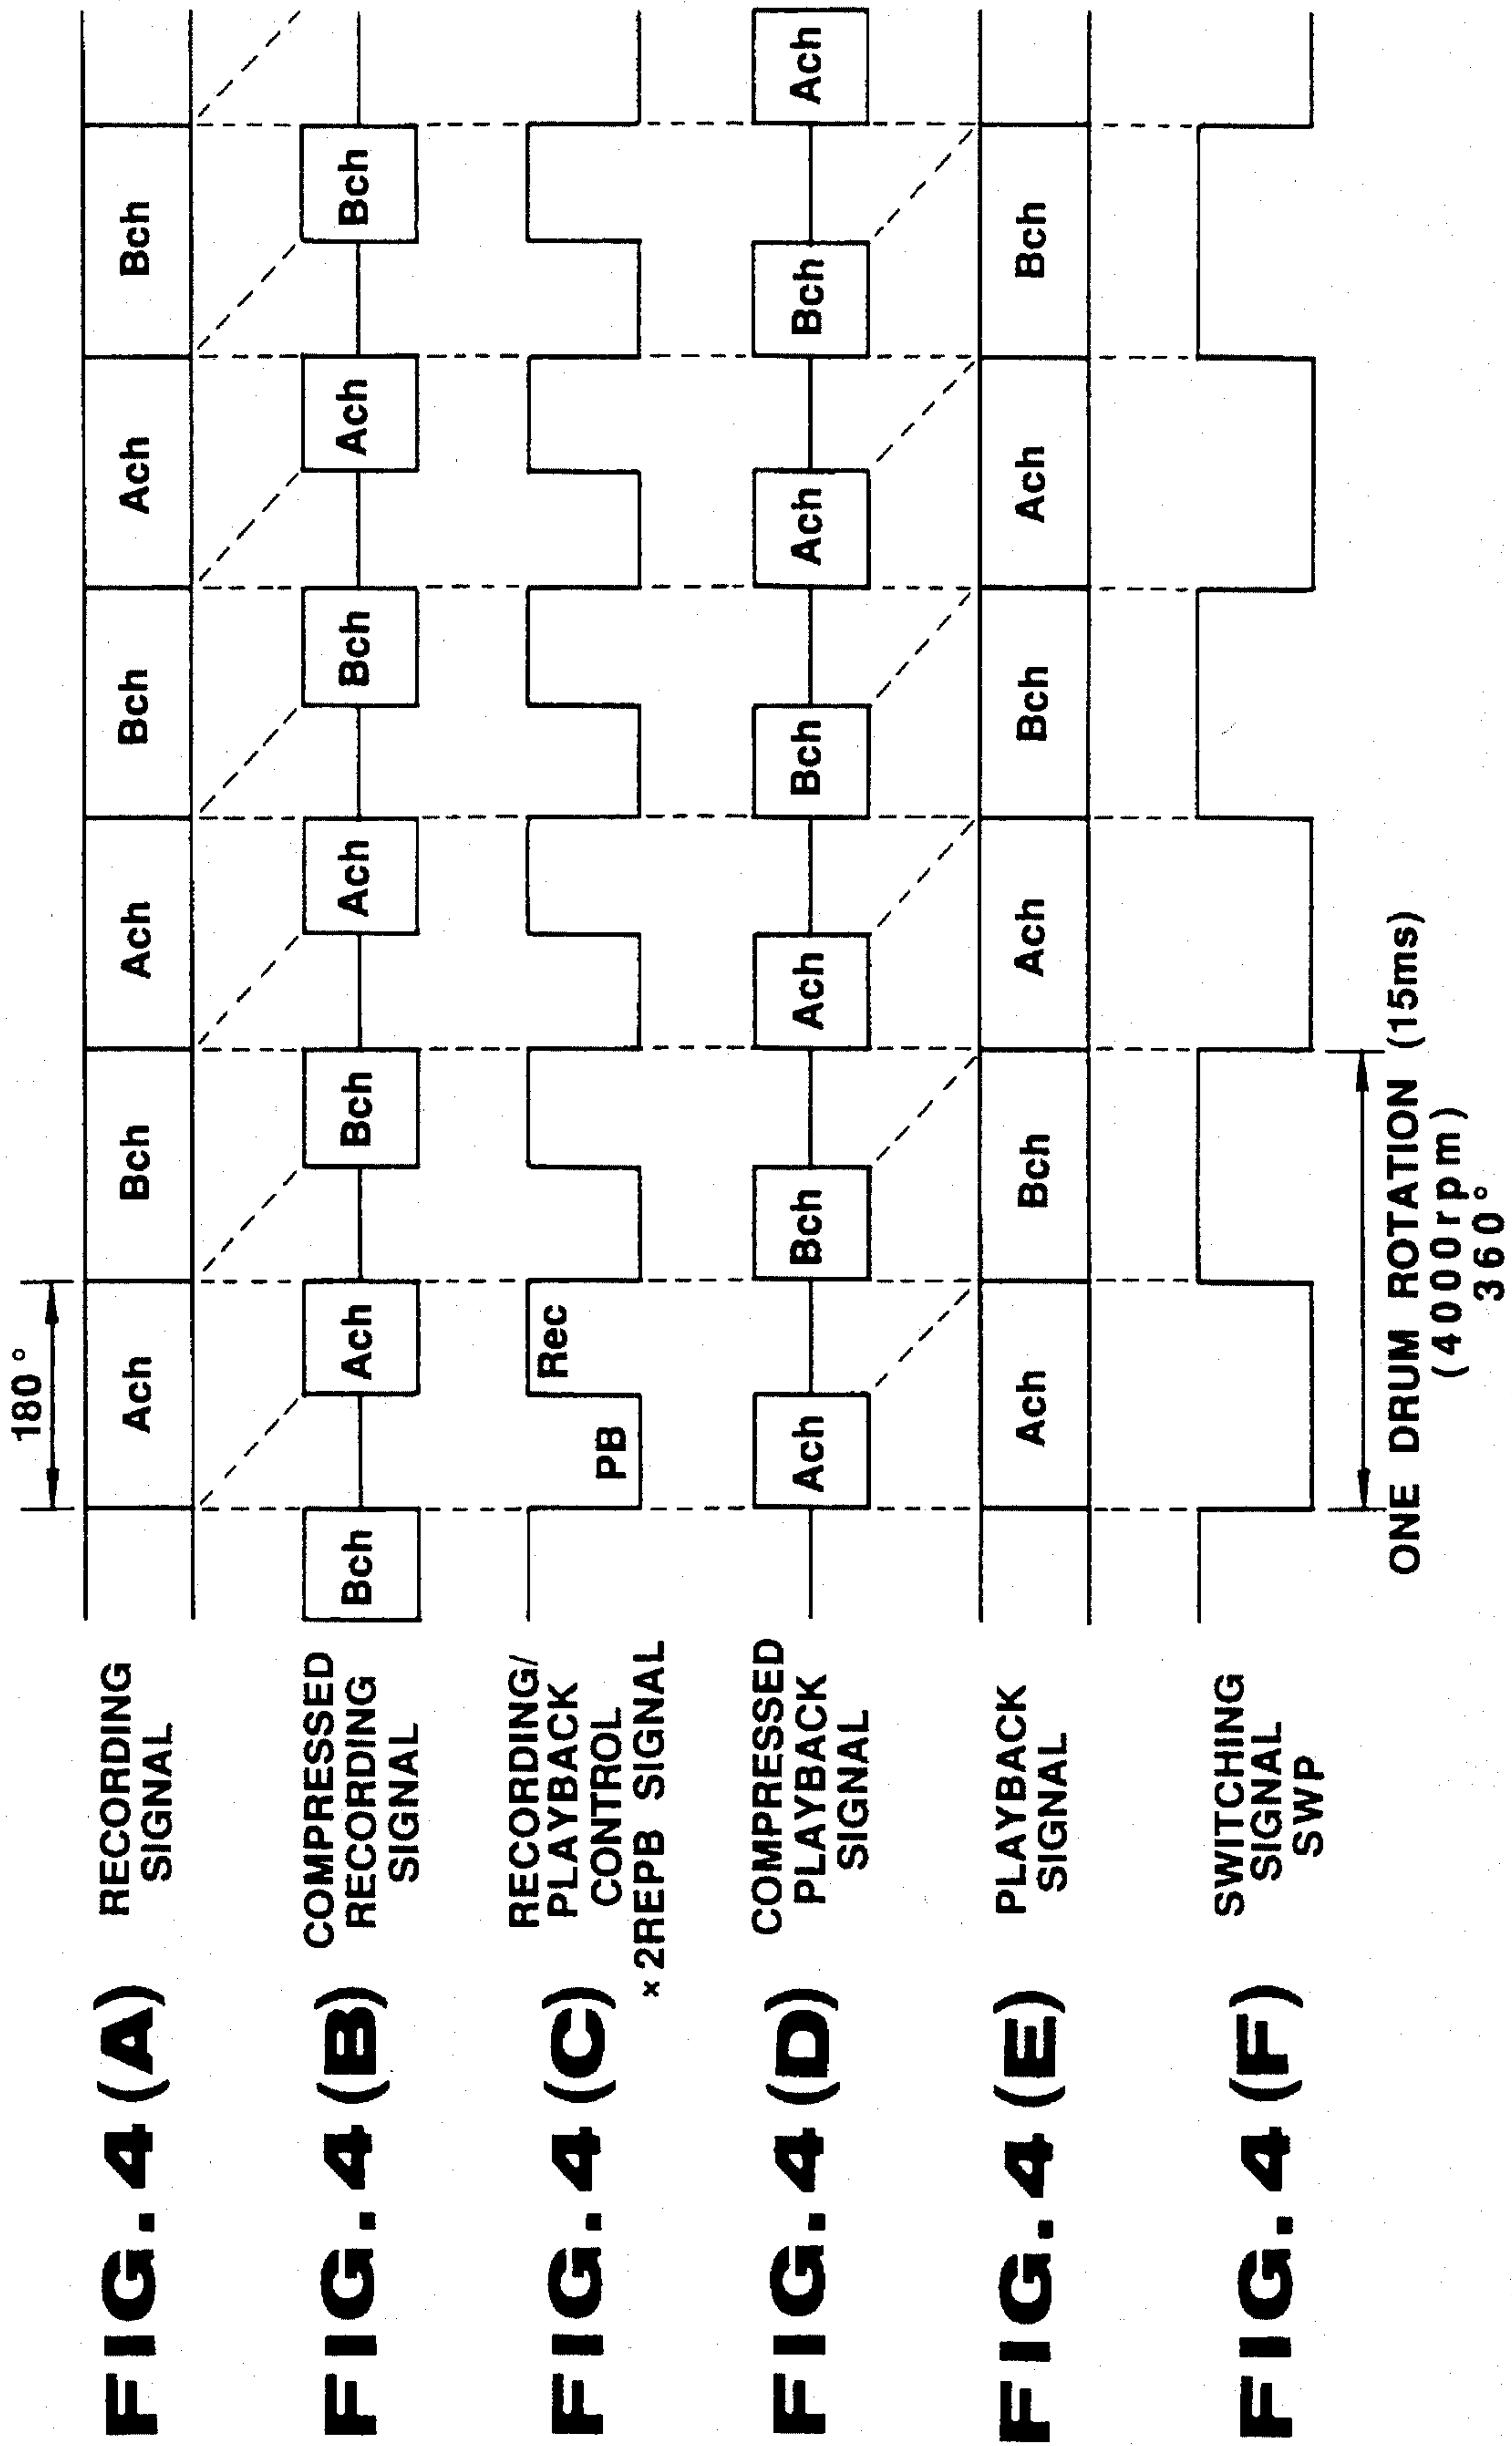 180°
FIG. 4 (A)
RECORDING
SIGNAL
Ach
Bch
Ach
Bch
Ach
Bch
FIG. 4 (B)
COMPRESSED
RECORDING
SIGNAL
Bch
Ach
Bch
Ach
Bch
Ach
Bch
FIG. 4 (C)
RECORDING/
PLAYBACK
CONTROL
× 2REPB SIGNAL
PB
Rec
FIG. 4 (D)
COMPRESSED
PLAYBACK
SIGNAL
Ach
Bch
Ach
Bch
Ach
Bch
Ach
FIG. 4 (E)
PLAYBACK
SIGNAL
Ach
Bch
Ach
Bch
Ach
Bch
FIG. 4 (F)
SWITCHING
SIGNAL
SWP
ONE DRUM ROTATION (15ms)
(4000rpm)
360°